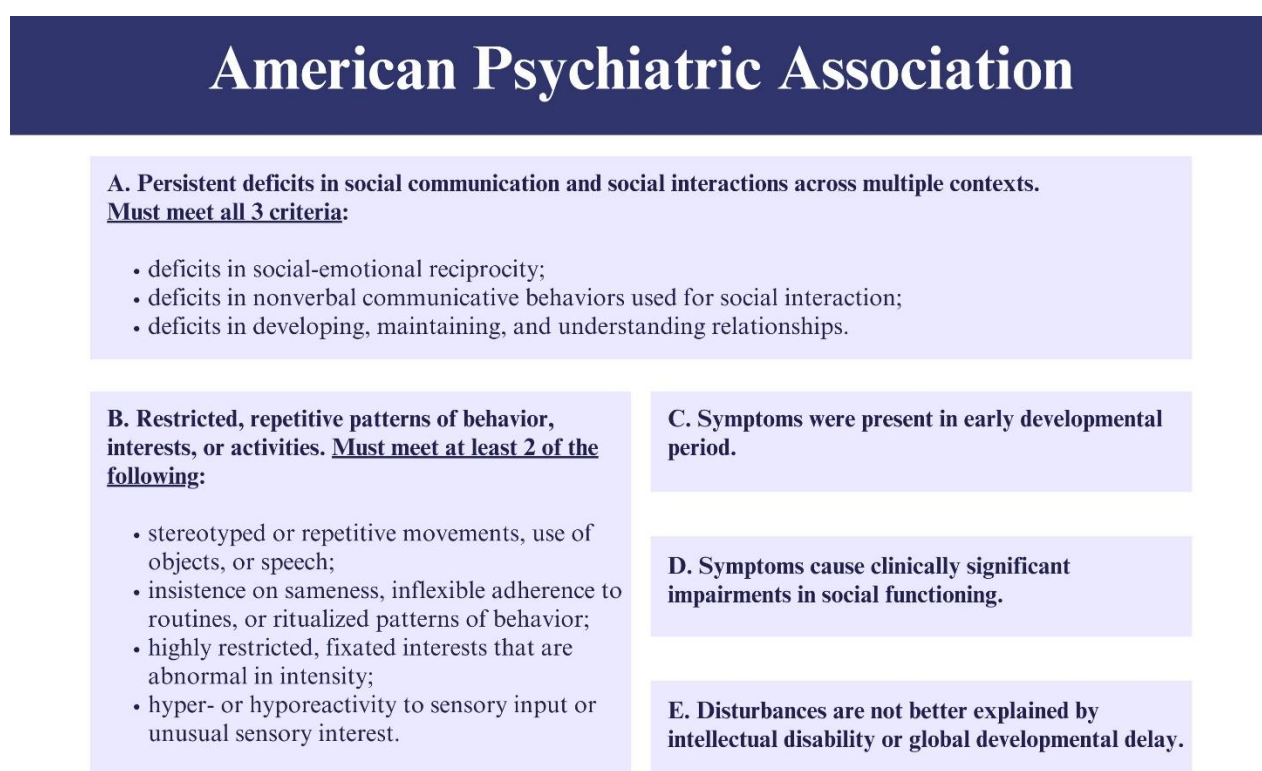 American Psychiatric Association
A. Persistent deficits in social communication and social interactions across multiple contexts.
Must meet all 3 criteria:
• deficits in social-emotional reciprocity;
• deficits in nonverbal communicative behaviors used for social interaction;
• deficits in developing, maintaining, and understanding relationships.
B. Restricted, repetitive patterns of behavior,
interests, or activities. Must meet at least 2 of the
following:
• stereotyped or repetitive movements, use of
objects, or speech;
• insistence on sameness, inflexible adherence to
routines, or ritualized patterns of behavior;
• highly restricted, fixated interests that are
abnormal in intensity;
• hyper- or hyporeactivity to sensory input or
unusual sensory interest.
C. Symptoms were present in early developmental
period.
D. Symptoms cause clinically significant
impairments in social functioning.
E. Disturbances are not better explained by
intellectual disability or global developmental delay.